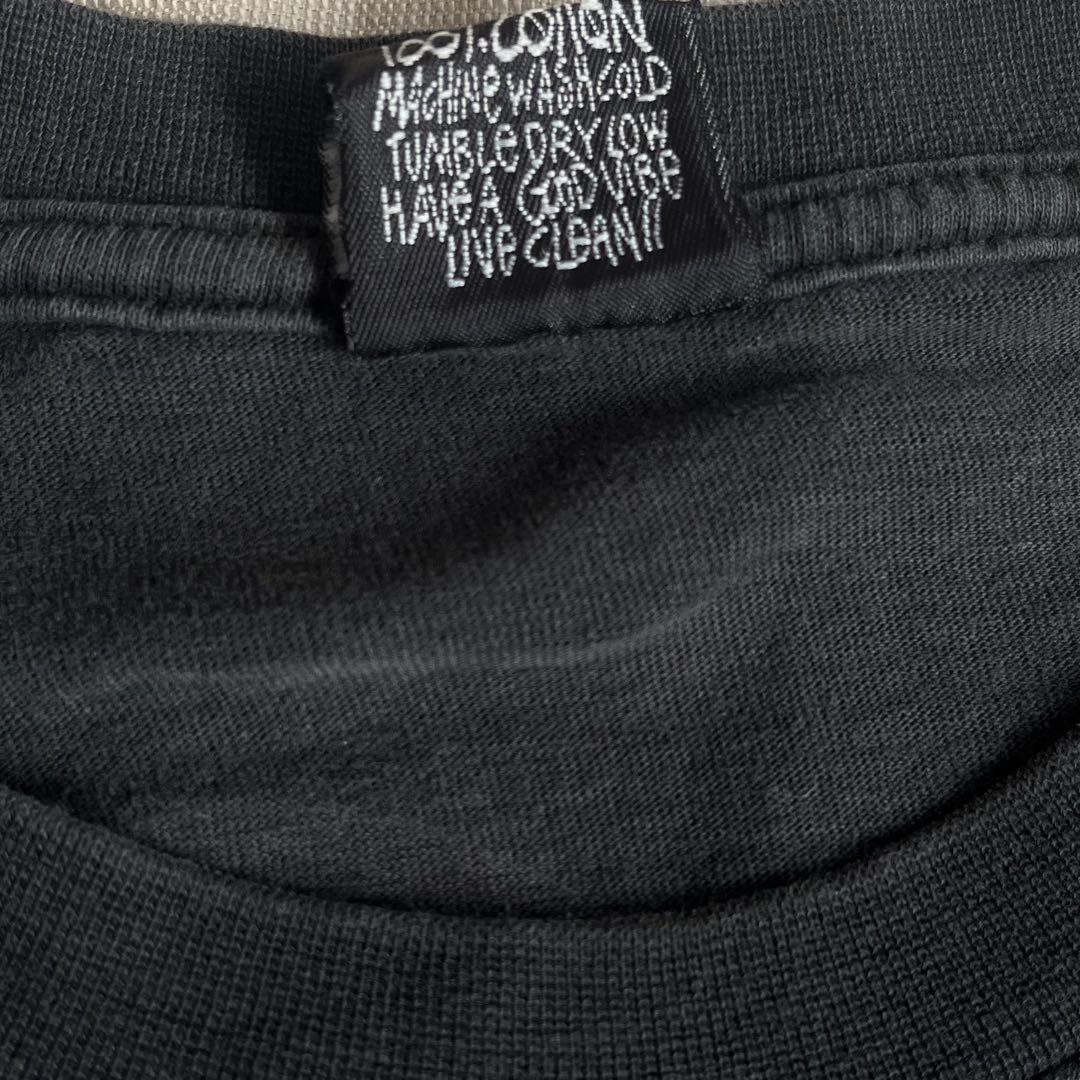 100%.COTTON
MACHINE WASH COLD
TUMBLE DRY LOW
HAVE A GOOD VIBE
LIVE CLEAN!!